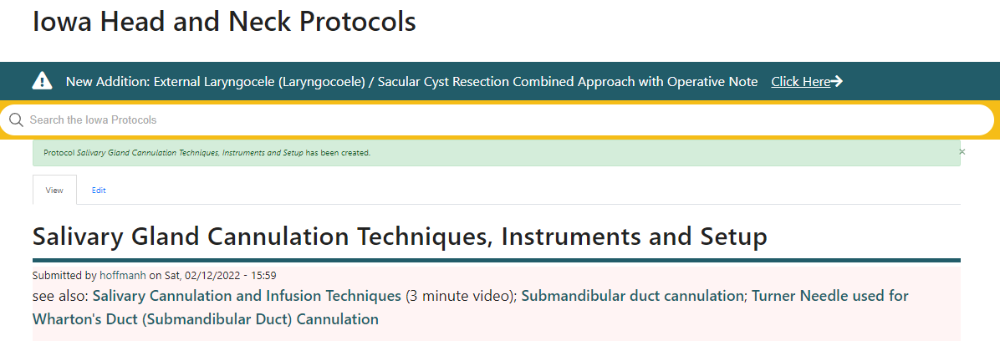 Iowa Head and Neck Protocols
New Addition: External Laryngocele (Laryngocoele) / Sacular Cyst Resection Combined Approach with Operative Note Click Here
Search the Iowa Protocols
Protocol Salivary Gland Cannulation Techniques, Instruments and Setup has been created.
View Edit
Salivary Gland Cannulation Techniques, Instruments and Setup
Submitted by hoffmanh on Sat, 02/12/2022 - 15:59
see also: Salivary Cannulation and Infusion Techniques (3 minute video); Submandibular duct cannulation; Turner Needle used for
Wharton's Duct (Submandibular Duct) Cannulation